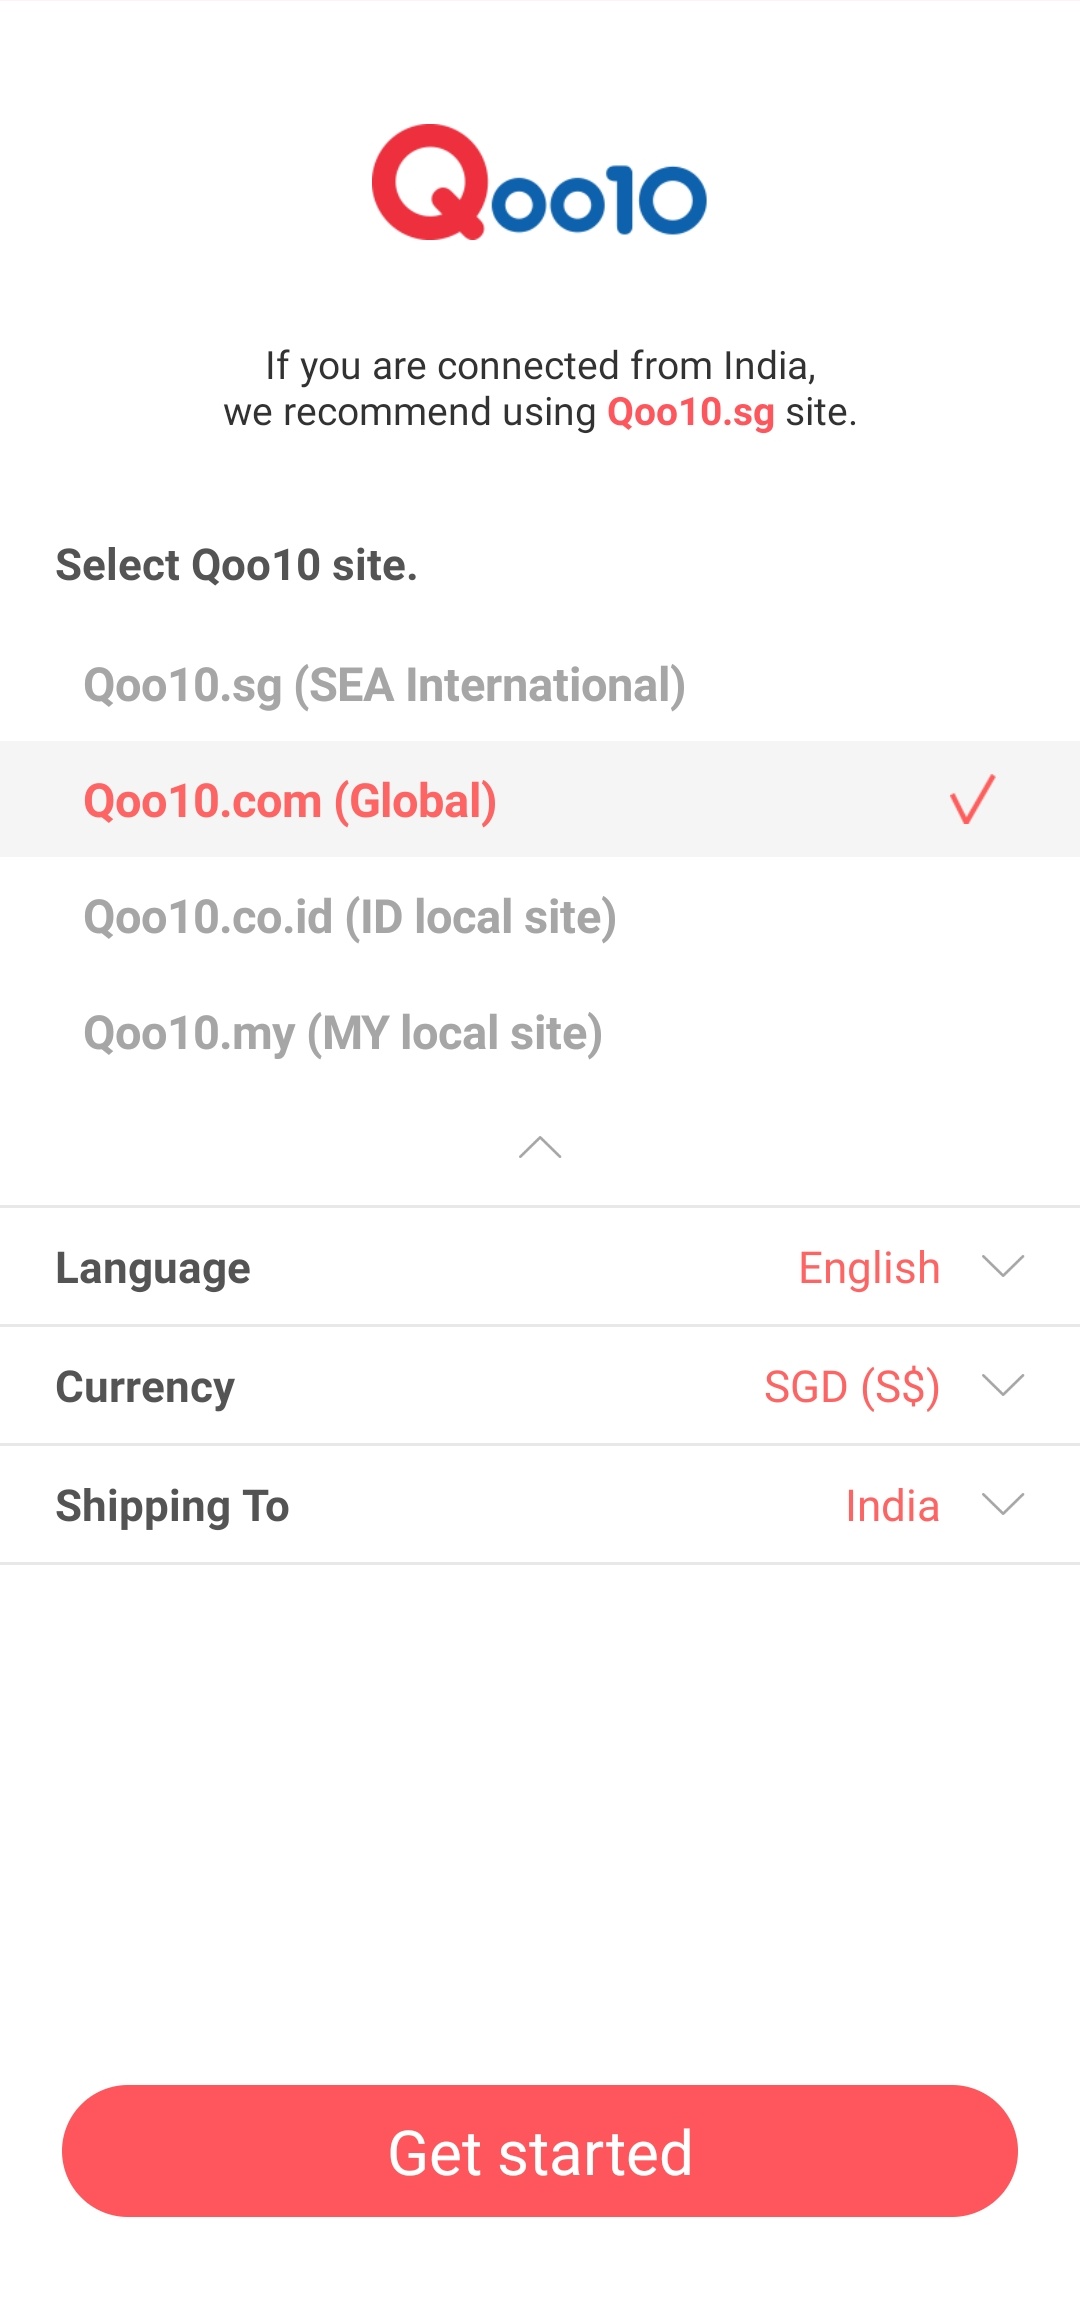 Qoo10
If you are connected from India,
we recommend using Qoo10.sg site.
Select Qoo10 site.
Qoo10.sg (SEA International)
Qoo10.com (Global)
Qoo10.co.id (ID local site)
Qoo10.my (MY local site)
Language English
Currency SGD (S$)
Shipping To India
Get started